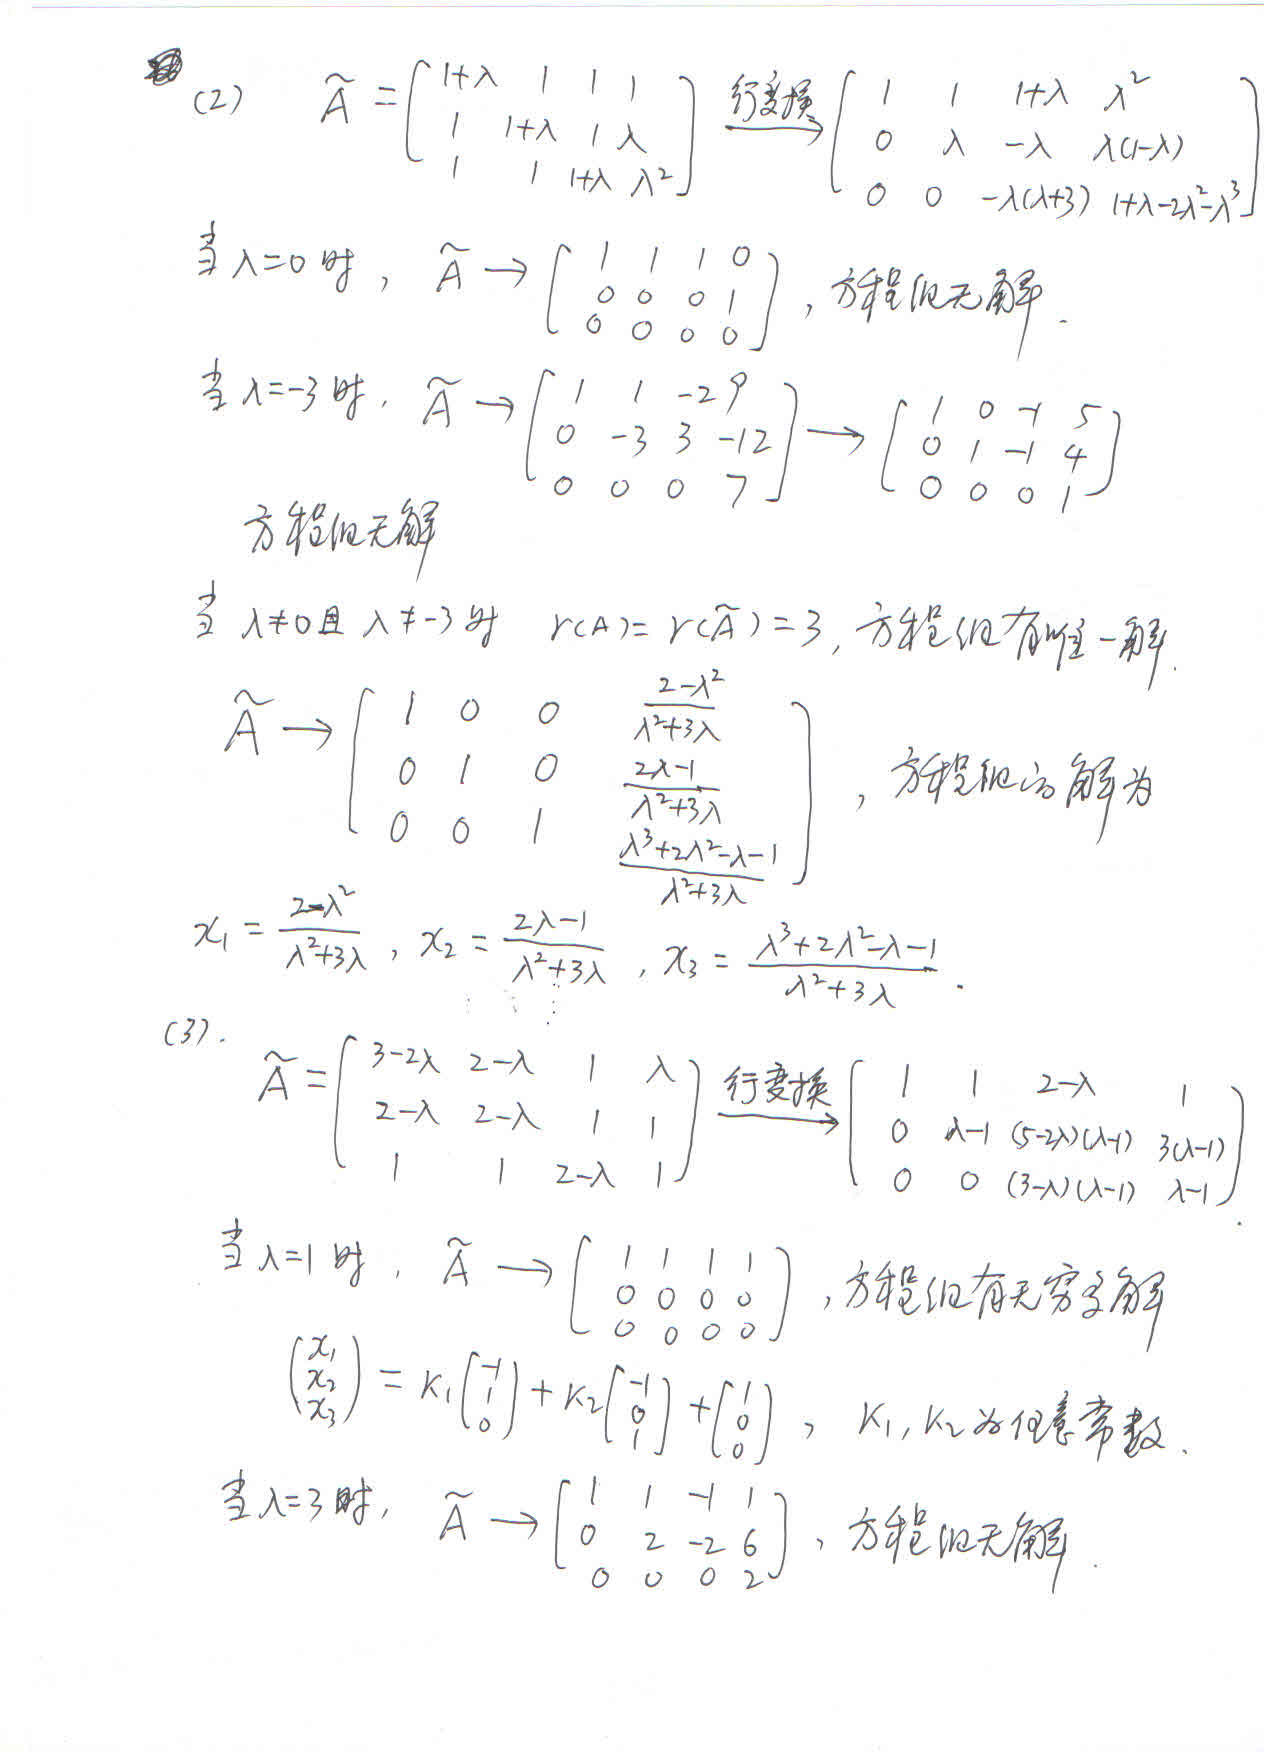 (2) Ã = [1+λ 1 1 1; 1 1+λ 1 λ; 1 1 1+λ λ²] 行变换→ [1 1 1+λ λ²; 0 λ -λ λ(1-λ); 0 0 -λ(λ+3) 1+λ-2λ²-λ³]
当λ=0时, Ã → [1 1 1 0; 0 0 0 1; 0 0 0 0], 方程组无解.
当λ=-3时, Ã → [1 1 -2 9; 0 -3 3 -12; 0 0 0 7] → [1 0 -1 5; 0 1 -1 4; 0 0 0 1]
方程组无解
当λ≠0且λ≠-3时 r(A)=r(Ã)=3, 方程组有唯一解.
Ã → [1 0 0 (2-λ²)/(λ²+3λ); 0 1 0 (2λ-1)/(λ²+3λ); 0 0 1 (λ³+2λ²-λ-1)/(λ²+3λ)], 方程组的解为
x₁ = (2-λ²)/(λ²+3λ), x₂ = (2λ-1)/(λ²+3λ), x₃ = (λ³+2λ²-λ-1)/(λ²+3λ).
(3).
Ã = [3-2λ 2-λ 1 λ; 2-λ 2-λ 1 1; 1 1 2-λ 1] 行变换→ [1 1 2-λ 1; 0 λ-1 (5-2λ)(λ-1) 3(λ-1); 0 0 (3-λ)(λ-1) λ-1].
当λ=1时, Ã → [1 1 1 1; 0 0 0 0; 0 0 0 0], 方程组有无穷多解
(x₁; x₂; x₃) = K₁(-1; 1; 0) + K₂(-1; 0; 1) + (1; 0; 0), K₁, K₂为任意常数.
当λ=3时, Ã → [1 1 -1 1; 0 2 -2 6; 0 0 0 2], 方程组无解.